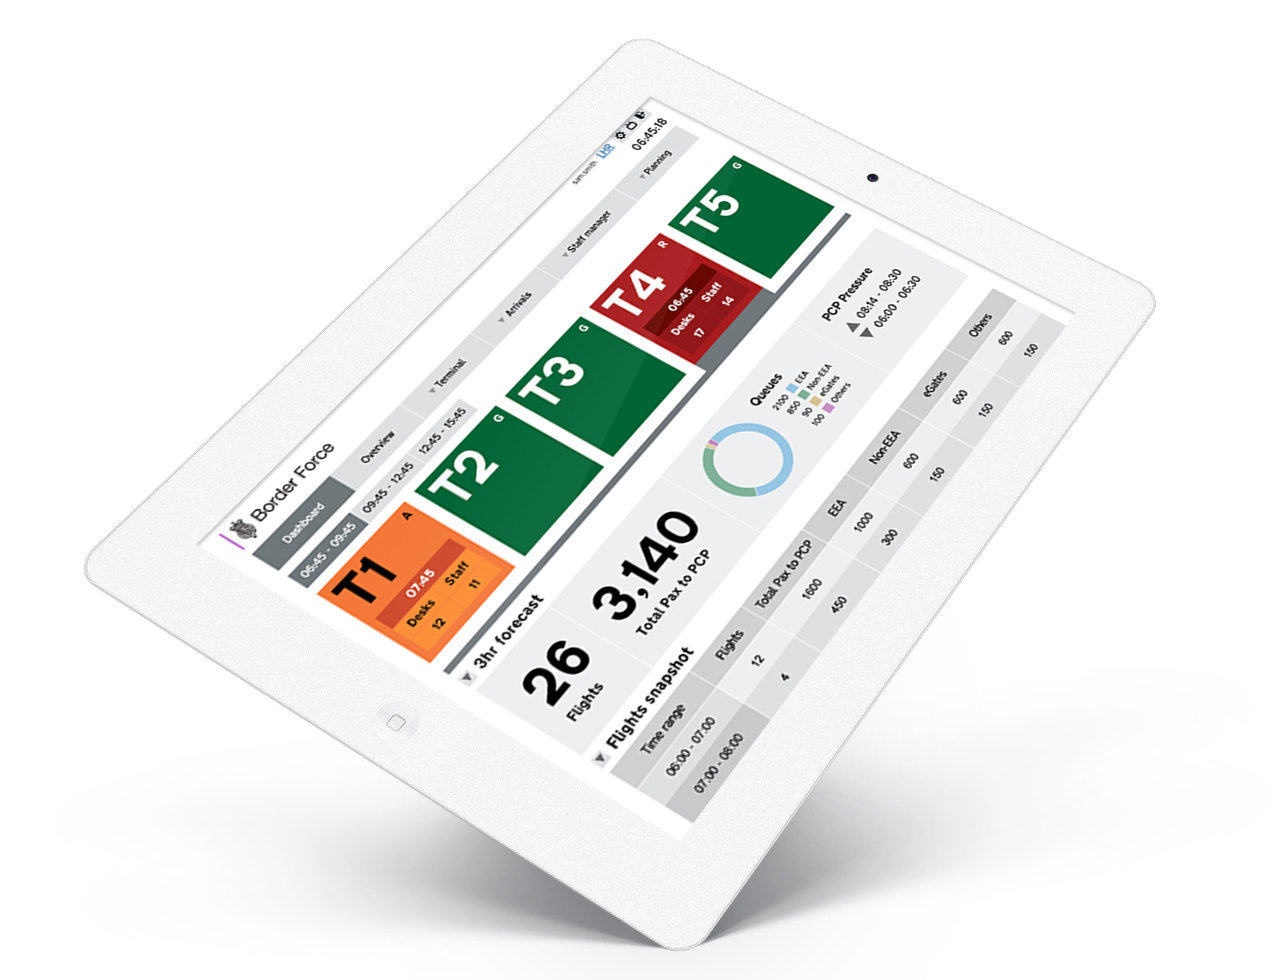 sam.smith LHR
Border Force
06:45:18
Dashboard Overview Terminal Arrivals Staff manager Planning
06:45 - 09:45 09:45 - 12:45 12:45 - 15:45
T1 A
07:45
Desks Staff
12 11
T2 G
T3 G
T4 R
06:45
Desks Staff
17 14
T5 G
3hr forecast
26
Flights
3,140
Total Pax to PCP
Queues
2100 EEA
850 Non-EEA
90 eGates
100 Others
PCP Pressure
08:14 - 08:30
06:00 - 06:30
Flights snapshot
Time range Flights Total Pax to PCP EEA Non-EEA eGates Others
06:00 - 07:00 12 1600 1000 600 600 600
07:00 - 08:00 4 450 300 150 150 150